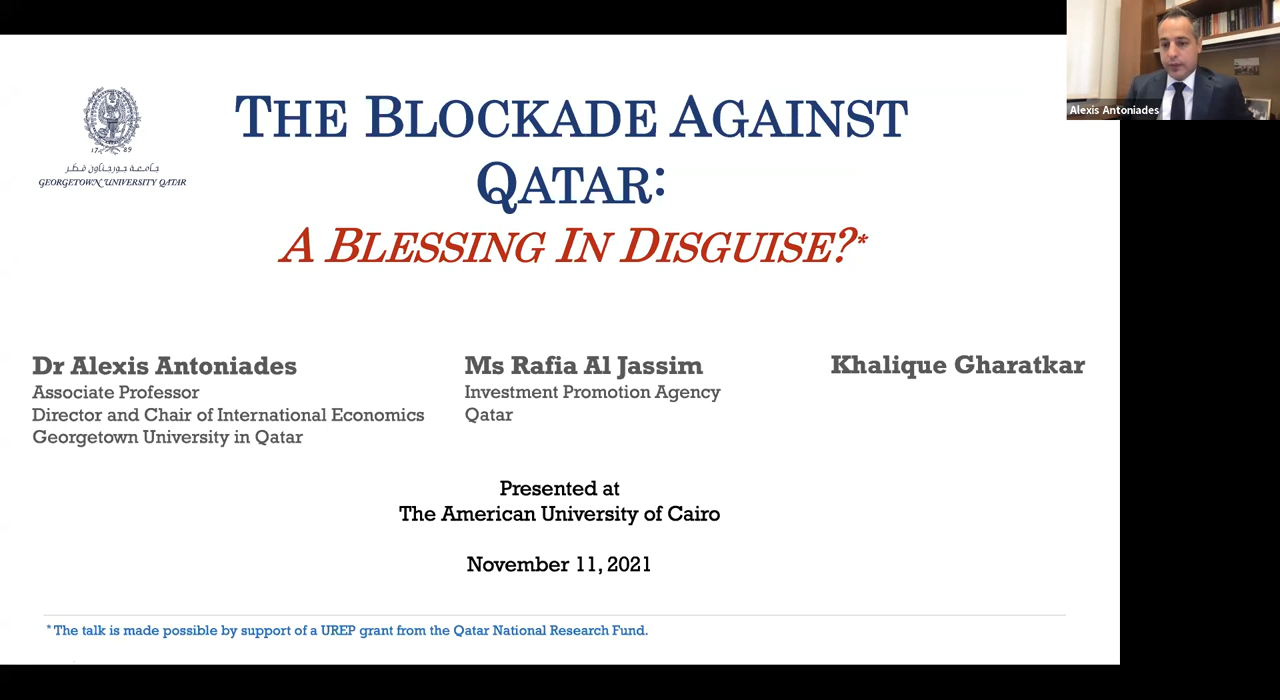 Alexis Antoniades
THE BLOCKADE AGAINST
QATAR:
A BLESSING IN DISGUISE?*
17 89
جامعة جورجتاون قطر
GEORGETOWN UNIVERSITY QATAR
Dr Alexis Antoniades
Associate Professor
Director and Chair of International Economics
Georgetown University in Qatar
Ms Rafia Al Jassim
Investment Promotion Agency
Qatar
Khalique Gharatkar
Presented at
The American University of Cairo
November 11, 2021
* The talk is made possible by support of a UREP grant from the Qatar National Research Fund.